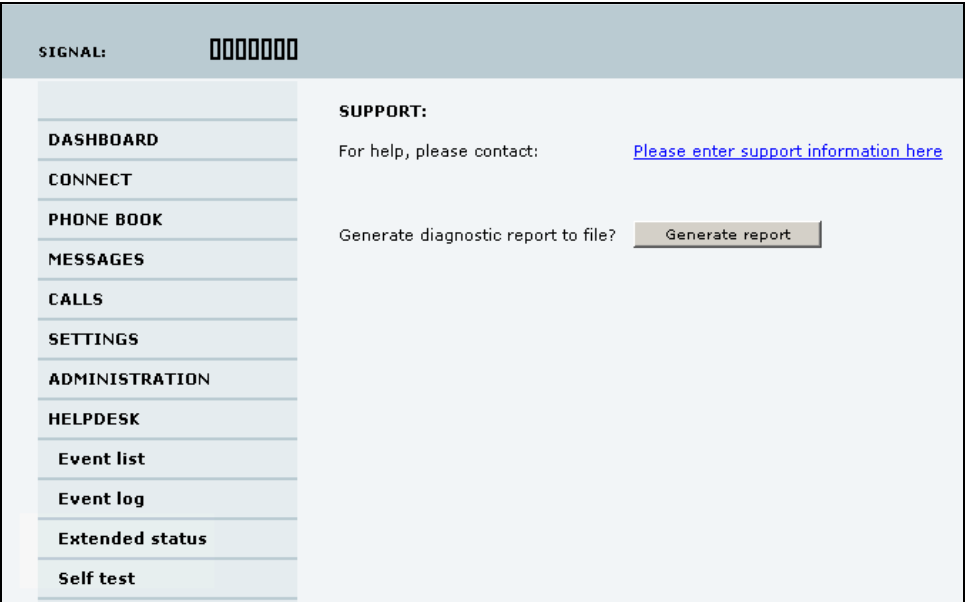 SIGNAL:
SUPPORT:
DASHBOARD
For help, please contact: Please enter support information here
CONNECT
PHONE BOOK
Generate diagnostic report to file? Generate report
MESSAGES
CALLS
SETTINGS
ADMINISTRATION
HELPDESK
Event list
Event log
Extended status
Self test